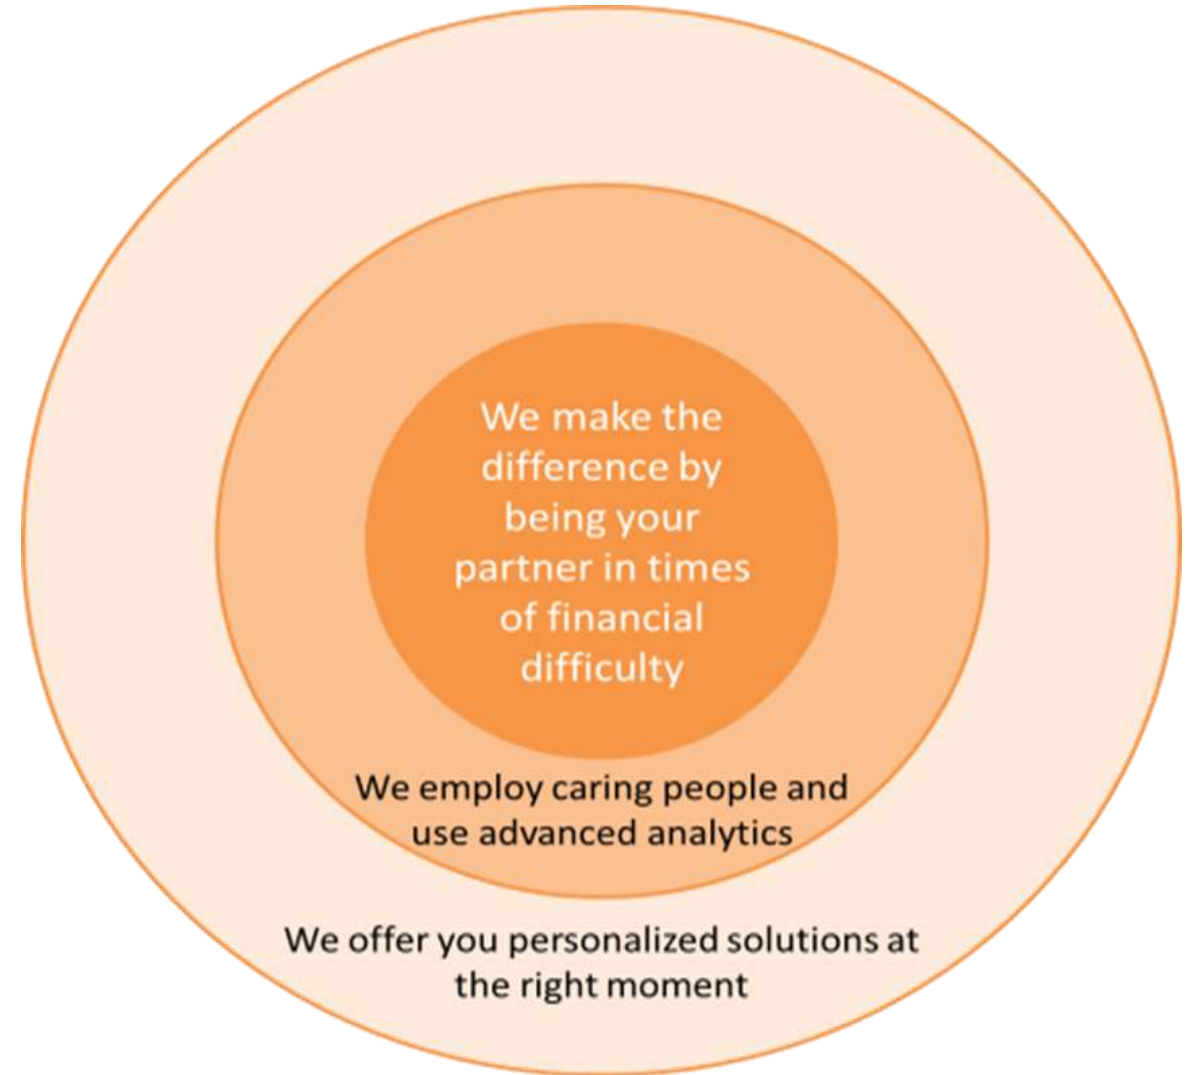 We make the
difference by
being your
partner in times
of financial
difficulty
We employ caring people and
use advanced analytics
We offer you personalized solutions at
the right moment